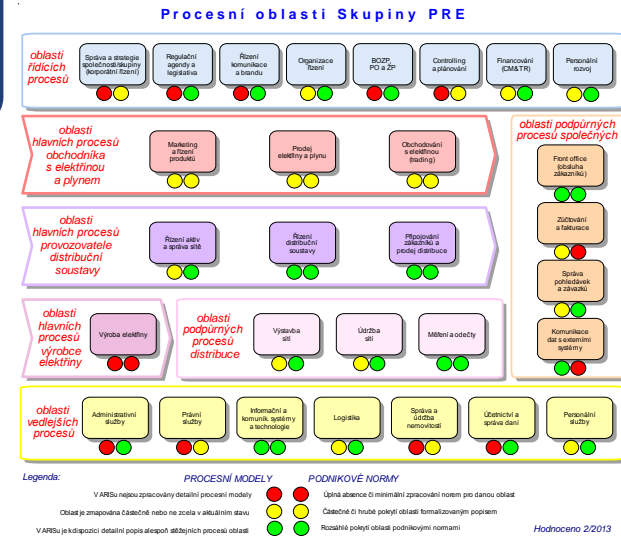 Procesní oblasti Skupiny PRE
oblasti
řídících
procesů
Správa a strategie
společnosti/skupiny
(korporátní řízení)
Regulační
agendy a
legislativa
Řízení
komunikace
a brandu
Organizace
řízení
BOZP,
PO a ŽP
Controlling
a plánování
Financování
(CM&TR)
Personální
rozvoj
oblasti
hlavních procesů
obchodníka
s elektřinou
a plynem
Marketing
a řízení
produktů
Prodej
elektřiny a plynu
Obchodování
s elektřinou
(trading)
oblasti podpůrných
procesů společných
Front office
(obsluha
zákazníků)
Zúčtování
a fakturace
Správa
pohledávek
a závazků
Komunikace
dat s externími
systémy
oblasti
hlavních procesů
provozovatele
distribuční
soustavy
Řízení aktiv
a správa sítě
Řízení
distribuční
soustavy
Připojování
zákazníků a
prodej distribuce
oblasti
hlavních
procesů
výrobce
elektřiny
Výroba elektřiny
oblasti
podpůrných
procesů
distribuce
Výstavba
sítí
Údržba
sítí
Měření a odečty
oblasti
vedlejších
procesů
Administrativní
služby
Právní
služby
Informační a
komunik. systémy
a technologie
Logistika
Správa a
údržba
nemovitostí
Účetnictví a
správa daní
Personální
služby
Legenda:
PROCESNÍ MODELY
PODNIKOVÉ NORMY
V ARISu nejsou zpracovány detailní procesní modely
Úplná absence či minimální zpracování norem pro danou oblast
Oblast je zmapována částečně nebo ne zcela v aktuálním stavu
Částečné či hrubé pokrytí oblasti formalizovaným popisem
V ARISu je k dispozici detailní popis alespoň stěžejních procesů oblasti
Rozsáhlé pokrytí oblasti podnikovými normami
Hodnoceno 2/2013